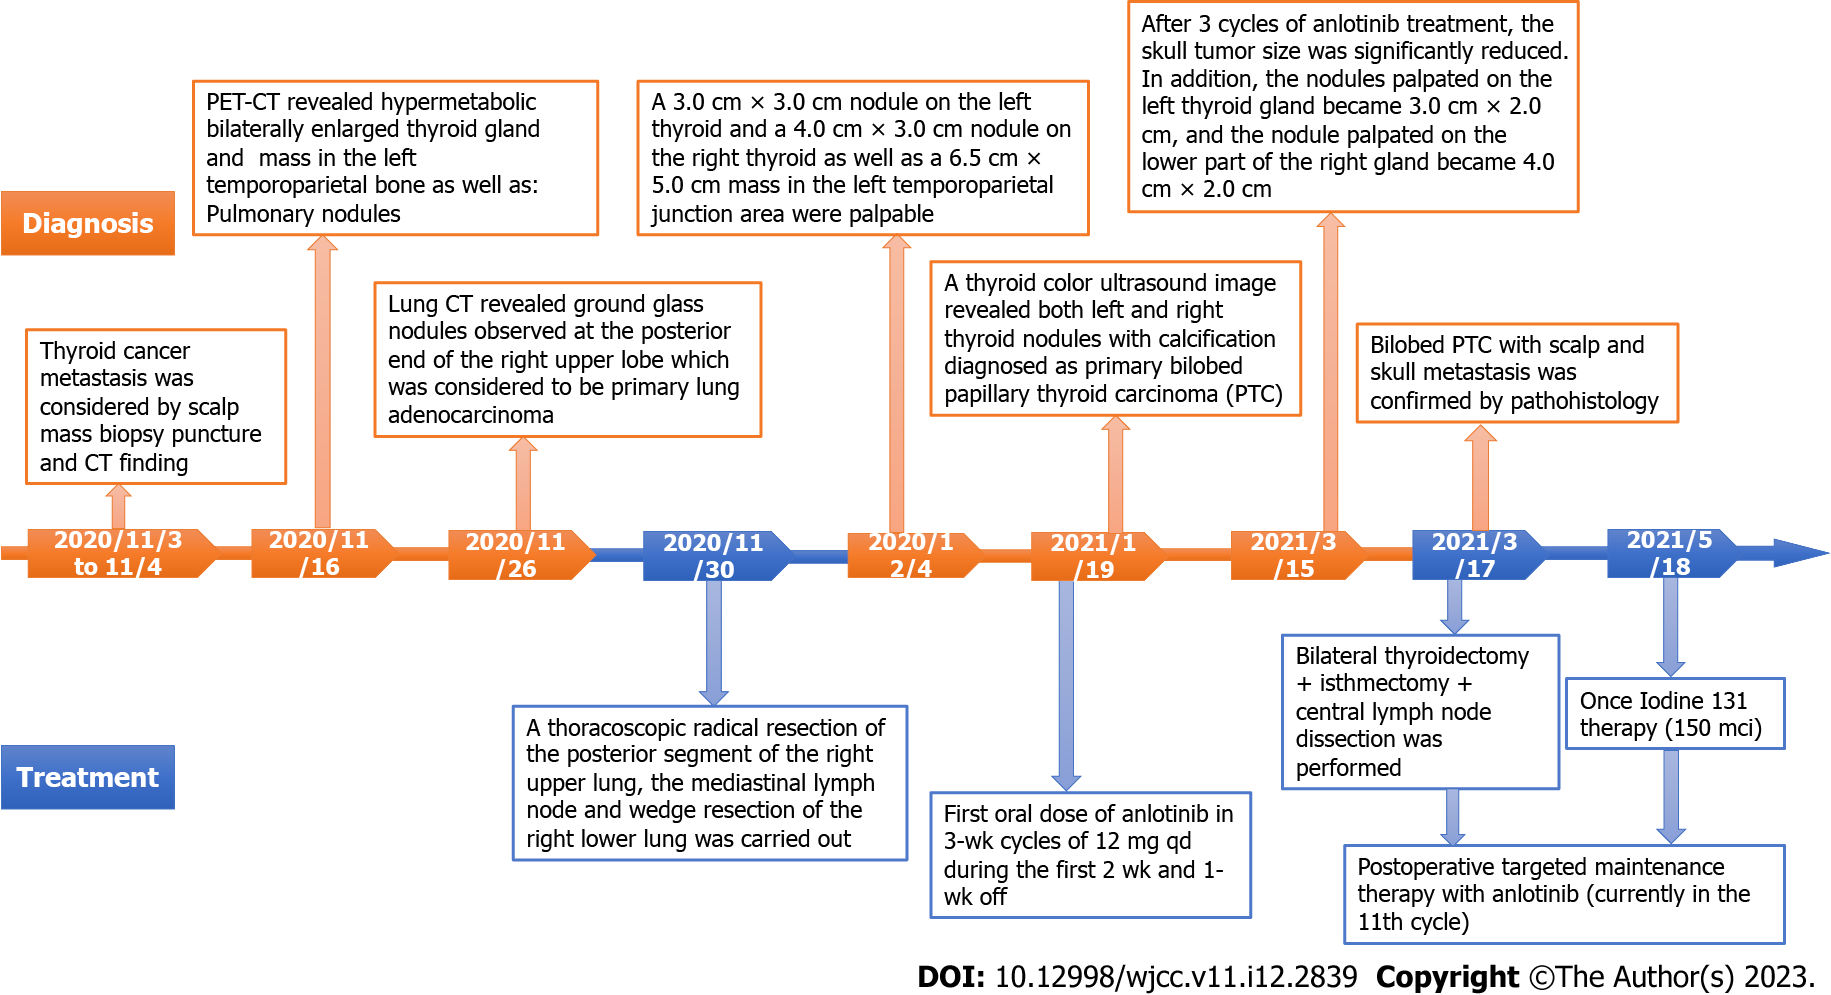 After 3 cycles of anlotinib treatment, the
skull tumor size was significantly reduced.
In addition, the nodules palpated on the
left thyroid gland became 3.0 cm × 2.0
cm, and the nodule palpated on the
lower part of the right gland became 4.0
cm × 2.0 cm
PET-CT revealed hypermetabolic
bilaterally enlarged thyroid gland
and mass in the left
temporoparietal bone as well as:
Pulmonary nodules
A 3.0 cm × 3.0 cm nodule on the left
thyroid and a 4.0 cm × 3.0 cm nodule on
the right thyroid as well as a 6.5 cm ×
5.0 cm mass in the left temporoparietal
junction area were palpable
Diagnosis
Thyroid cancer
metastasis was
considered by scalp
mass biopsy puncture
and CT finding
Lung CT revealed ground glass
nodules observed at the posterior
end of the right upper lobe which
was considered to be primary lung
adenocarcinoma
A thyroid color ultrasound image
revealed both left and right
thyroid nodules with calcification
diagnosed as primary bilobed
papillary thyroid carcinoma (PTC)
Bilobed PTC with scalp and
skull metastasis was
confirmed by pathohistology
2020/11/3
to 11/4
2020/11
/16
2020/11
/26
2020/11
/30
2020/1
2/4
2021/1
/19
2021/3
/15
2021/3
/17
2021/5
/18
Treatment
A thoracoscopic radical resection of
the posterior segment of the right
upper lung, the mediastinal lymph
node and wedge resection of the
right lower lung was carried out
First oral dose of anlotinib in
3-wk cycles of 12 mg qd
during the first 2 wk and 1-
wk off
Bilateral thyroidectomy
+ isthmectomy +
central lymph node
dissection was
performed
Once Iodine 131
therapy (150 mci)
Postoperative targeted maintenance
therapy with anlotinib (currently in the
11th cycle)
DOI: 10.12998/wjcc.v11.i12.2839 Copyright ©The Author(s) 2023.